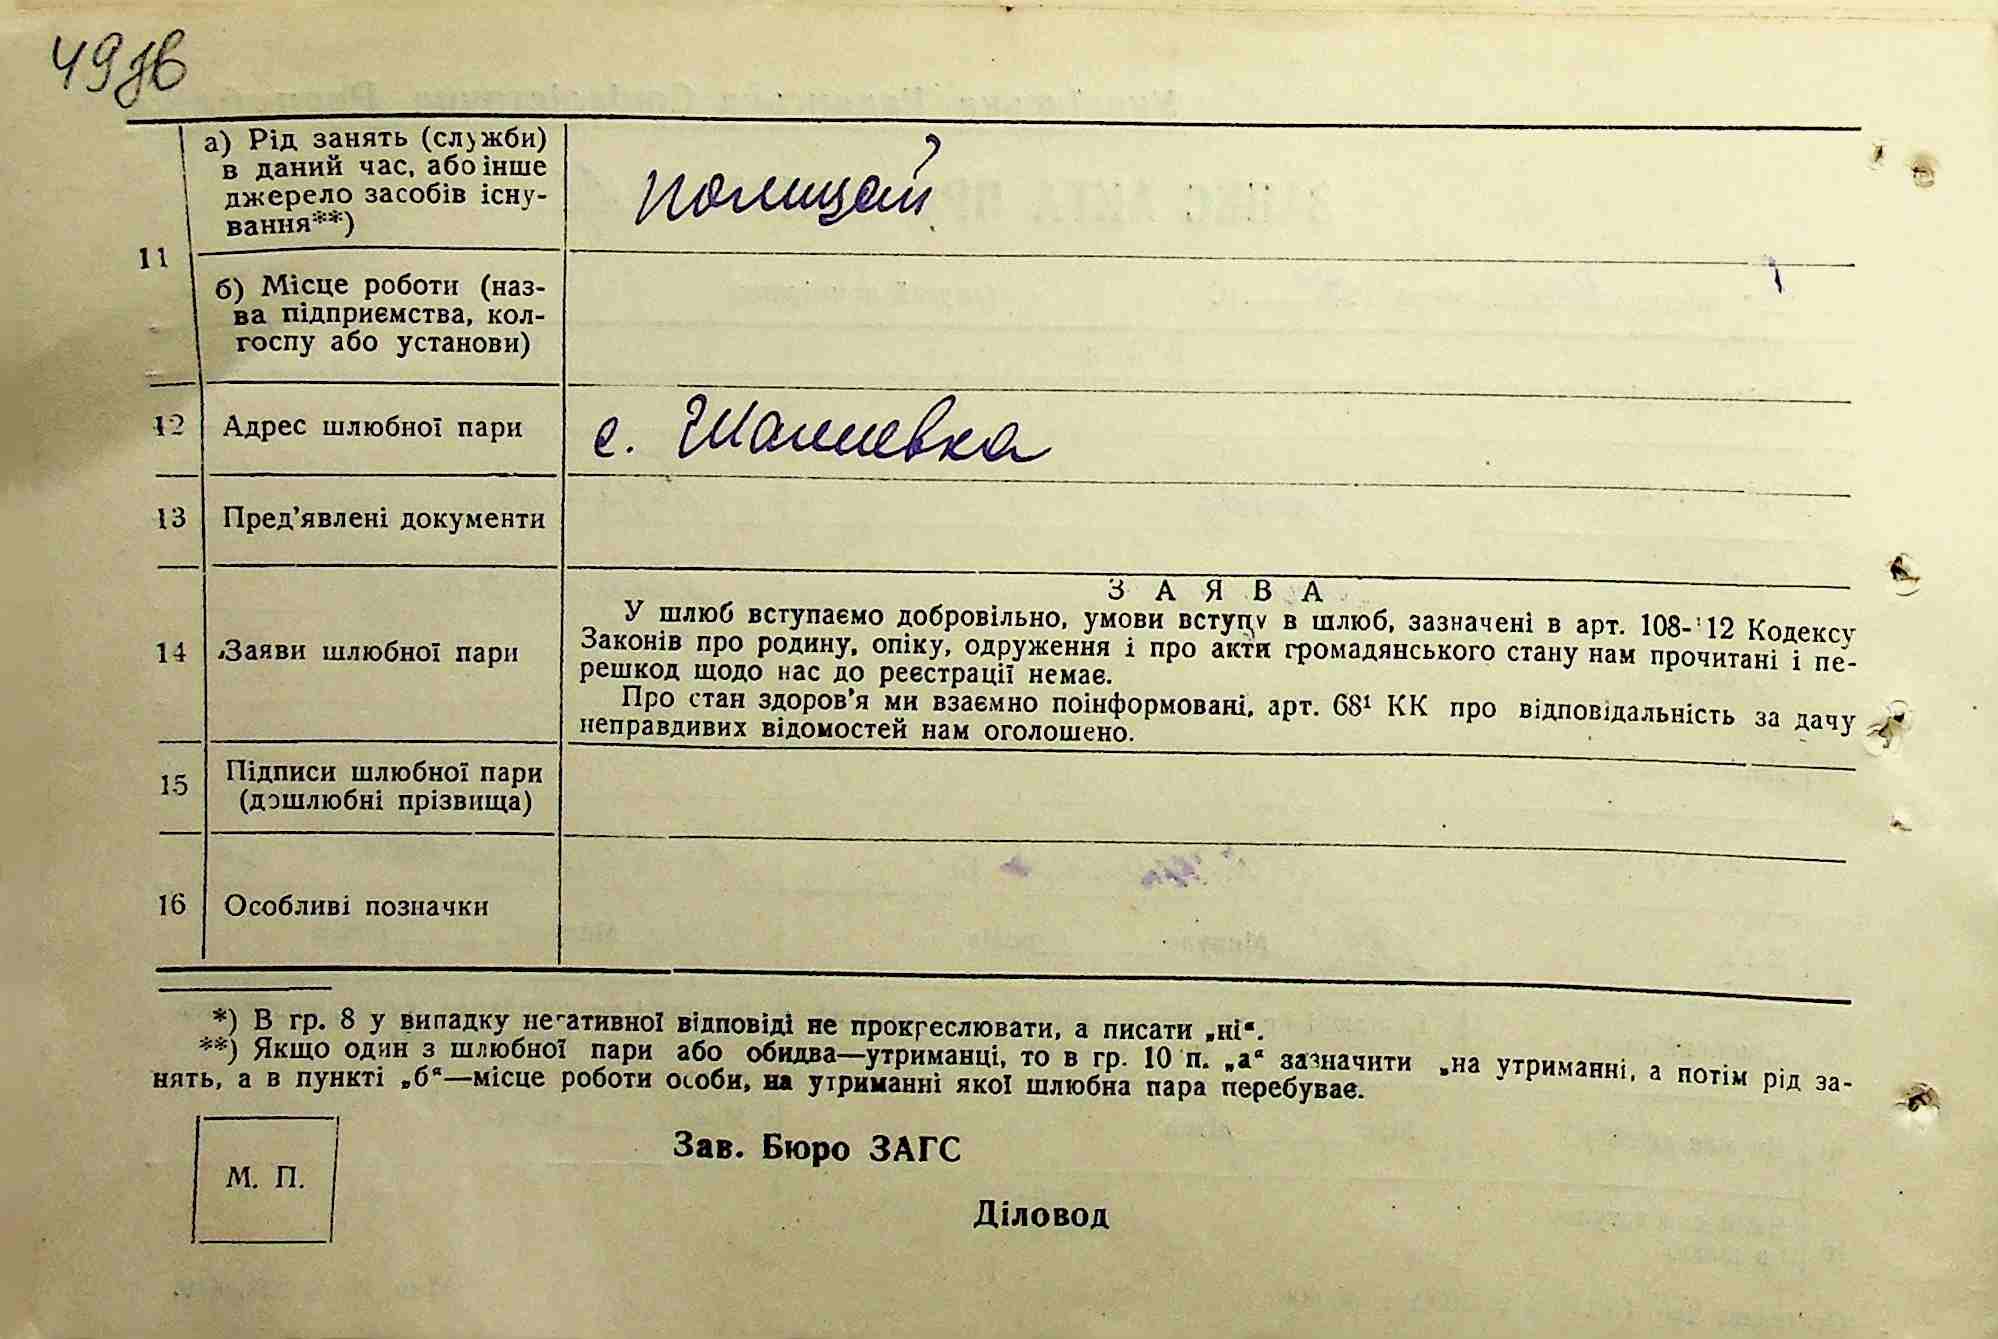 49зв
а) Рід занять (служби)
в даний час, або інше
джерело засобів існу-
вання**)
полицей
11
б) Місце роботи (наз-
ва підприємства, кол-
госпу або установи)
12 Адрес шлюбної пари
с. Шалиевка
13 Пред'явлені документи
14 Заяви шлюбної пари
ЗАЯВА
У шлюб вступаємо добровільно, умови вступу в шлюб, зазначені в арт. 108-112 Кодексу
Законів про родину, опіку, одруження і про акти громадянського стану нам прочитані і пе-
решкод щодо нас до реєстрації немає.
Про стан здоров'я ми взаємно поінформовані, арт. 68¹ КК про відповідальність за дачу
неправдивих відомостей нам оголошено.
15 Підписи шлюбної пари
(дошлюбні прізвища)
16 Особливі позначки
*) В гр. 8 у випадку негативної відповіді не прокреслювати, а писати „ні“.
**) Якщо один з шлюбної пари або обидва—утриманці, то в гр. 10 п. „а“ зазначити „на утриманні, а потім рід за-
нять, а в пункті „б“—місце роботи особи, на утриманні якої шлюбна пара перебуває.
М. П.
Зав. Бюро ЗАГС
Діловод